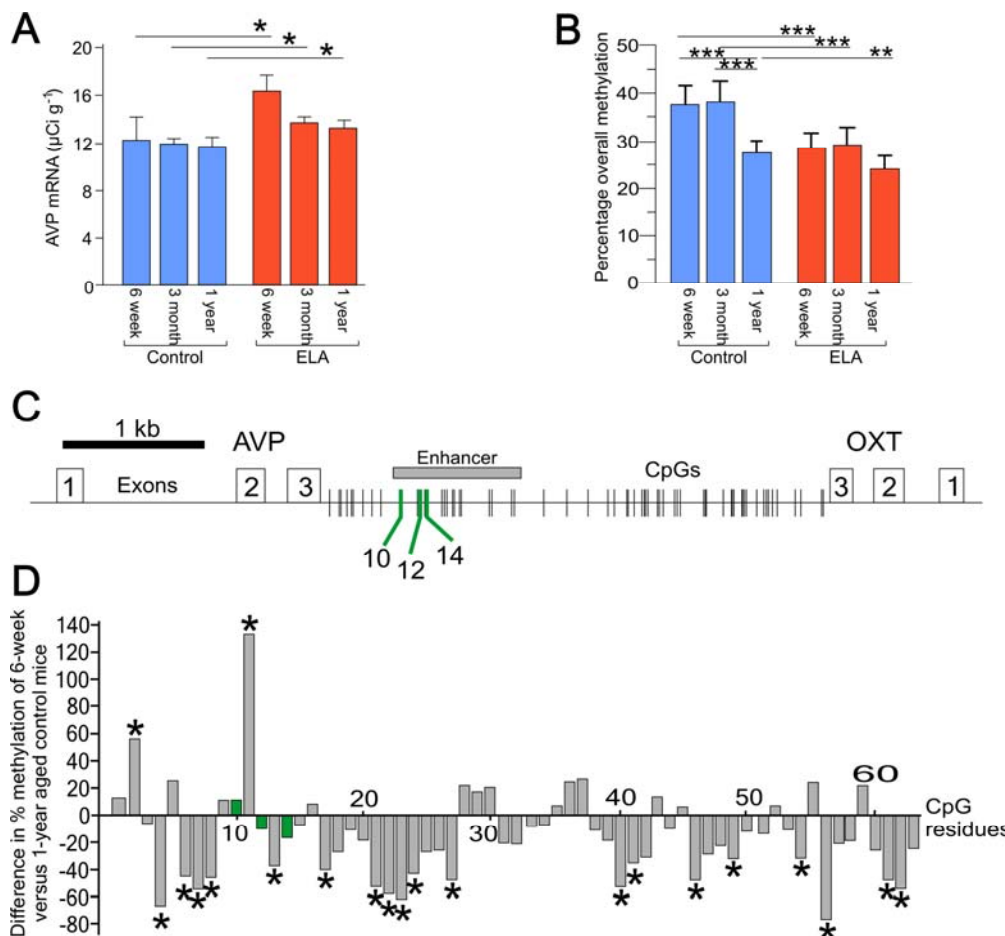 A
AVP mRNA (µCi g⁻¹)
20
16
12
8
4
0
*
*
*
6 week
3 month
1 year
6 week
3 month
1 year
Control
ELA
B
Percentage overall methylation
50
40
30
20
10
0
***
***
***
***
**
6 week
3 month
1 year
6 week
3 month
1 year
Control
ELA
C
1 kb
AVP
OXT
Enhancer
1 Exons 2 3 CpGs 3 2 1
10
12
14
D
Difference in % methylation of 6-week
versus 1-year aged control mice
140
120
100
80
60
40
20
0
-20
-40
-60
-80
10
20
30
40
50
60
CpG
residues
* * * * * * * * * * * * * * * * * * * * * *